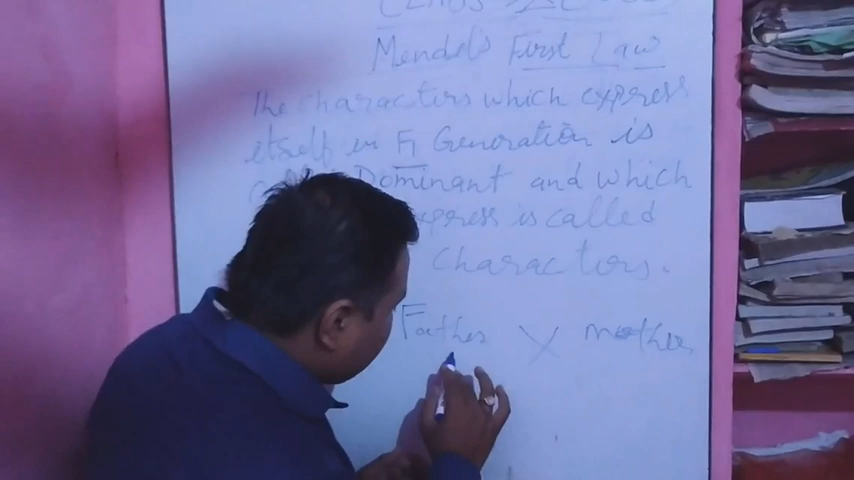 Mendel's First Law
The characters which express
itself in F1 Generation is
Dominant and which
express is called
characters.
Father X mother